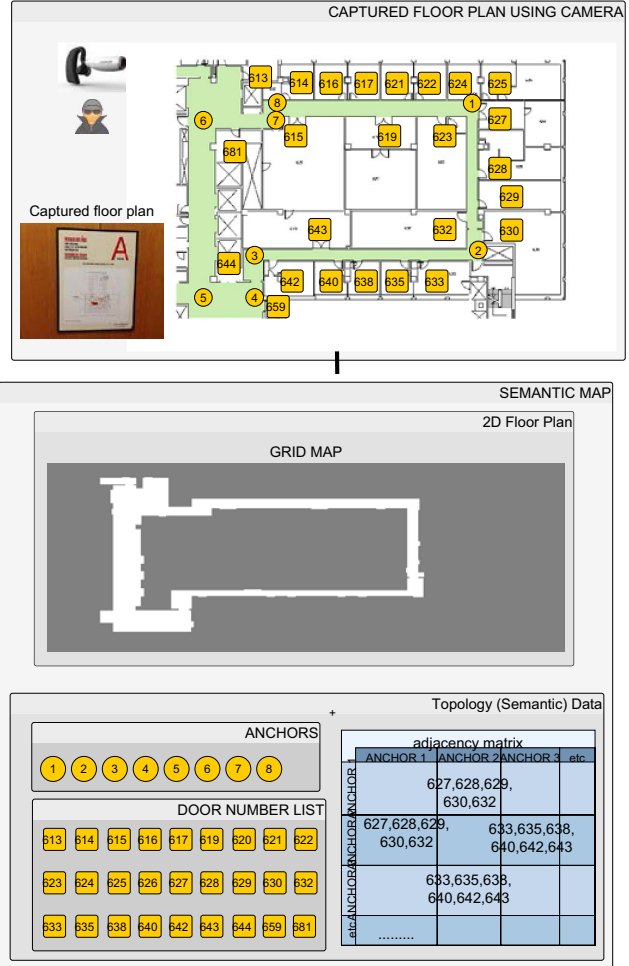 CAPTURED FLOOR PLAN USING CAMERA
613
614
616
617
621
622
624
625
8
1
6
7
627
615
619
623
681
628
629
643
632
630
Captured floor plan
A
3
2
644
642
640
638
635
633
5
4
659
SEMANTIC MAP
2D Floor Plan
GRID MAP
+
Topology (Semantic) Data
ANCHORS
1 2 3 4 5 6 7 8
DOOR NUMBER LIST
613 614 615 616 617 619 620 621 622
623 624 625 626 627 628 629 630 632
633 635 638 640 642 643 644 659 681
adjacency matrix
ANCHOR 1 ANCHOR 2 ANCHOR 3 etc
ANCHOR 1
627,628,629,
630,632
627,628,629,
630,632
633,635,638,
640,642,643
633,635,638,
640,642,643
etc
.........